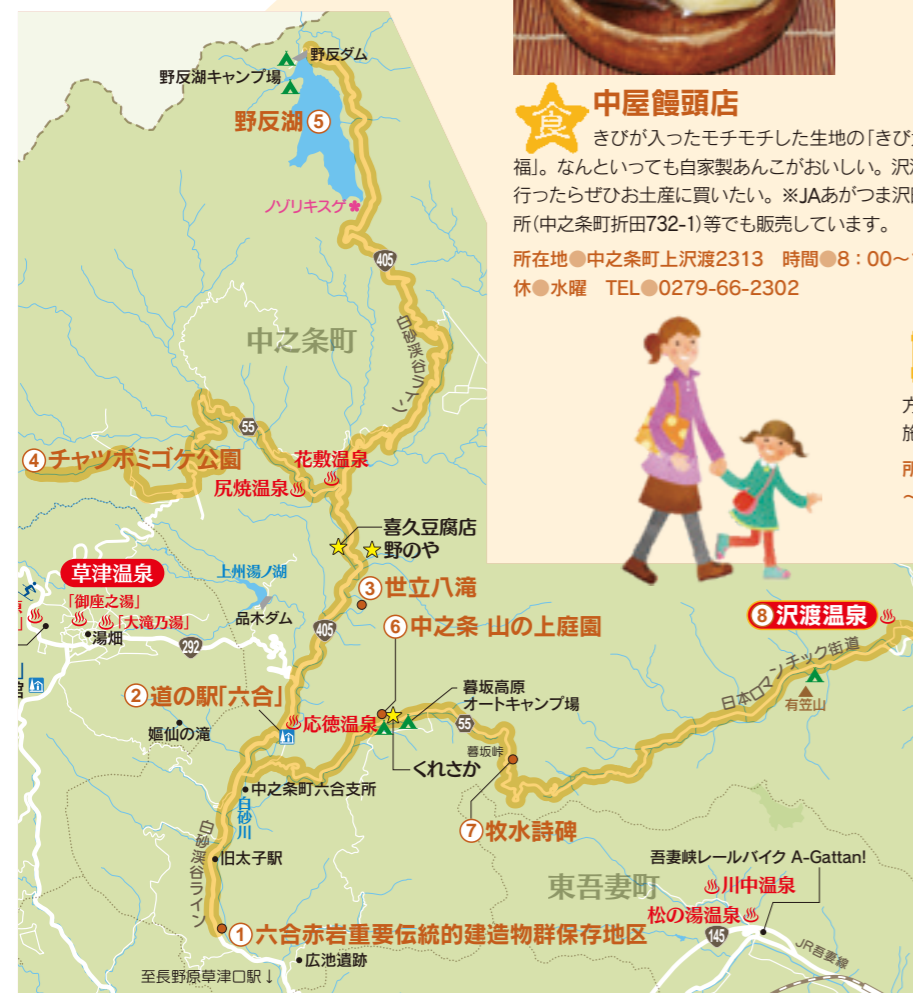 野反ダム
野反湖キャンプ場
野反湖⑤
ノゾリキスゲ
405
中之条町
白砂渓谷ライン
55
④チャツボミゴケ公園
花敷温泉
尻焼温泉
喜久豆腐店
野のや
草津温泉
「御座之湯」
「大滝乃湯」
湯畑
292
上州湯ノ湖
品木ダム
③世立八滝
405
⑥中之条 山の上庭園
②道の駅「六合」
嫗仙の滝
応徳温泉
暮坂高原
オートキャンプ場
55
暮坂峠
くれさか
中之条町六合支所
白砂川
⑦牧水詩碑
旧太子駅
白砂渓谷ライン
①六合赤岩重要伝統的建造物群保存地区
広池遺跡
至長野原草津口駅↓
⑧沢渡温泉
日本ロマンチック街道
有笠山
東吾妻町
吾妻峡レールバイク A-Gattan!
川中温泉
松の湯温泉
145
JR吾妻線
食
中屋饅頭店
きびが入ったモチモチした生地の「きび
福」。なんといっても自家製あんこがおいしい。沢
行ったらぜひお土産に買いたい。※JAあがつま沢
所(中之条町折田732-1)等でも販売しています。
所在地●中之条町上沢渡2313 時間●8:00〜
休●水曜 TEL●0279-66-2302
方
旅
所
〜